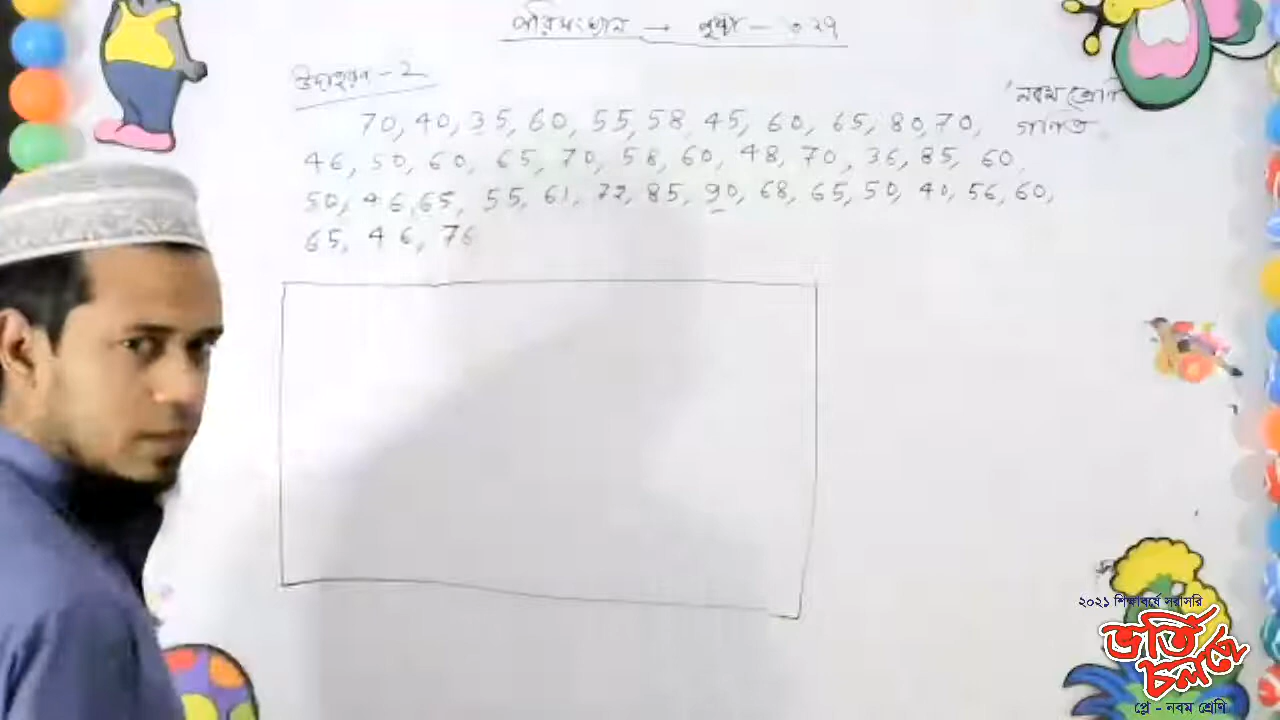 পরিসংখ্যান → পৃষ্ঠা - ৩২৭
উদাহরণ - 2
'নবম শ্রেণি
গণিত
70, 40, 35, 60, 55, 58, 45, 60, 65, 80, 70,
46, 50, 60, 65, 70, 58, 60, 48, 70, 36, 85, 60
50, 46, 65, 55, 61, 72, 85, 90, 68, 65, 50, 40, 56, 60,
65, 46, 76
২০২১ শিক্ষাবর্ষে সরাসরি
ভর্তি
চলছে
প্লে - নবম শ্রেণি